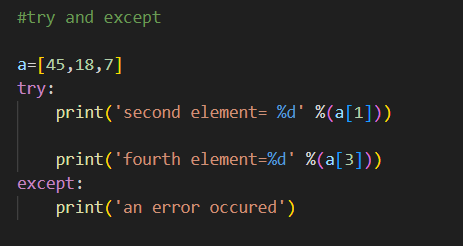 #try and except
a=[45,18,7]
try:
    print('second element= %d' %(a[1]))
    print('fourth element=%d' %(a[3]))
except:
    print('an error occured')